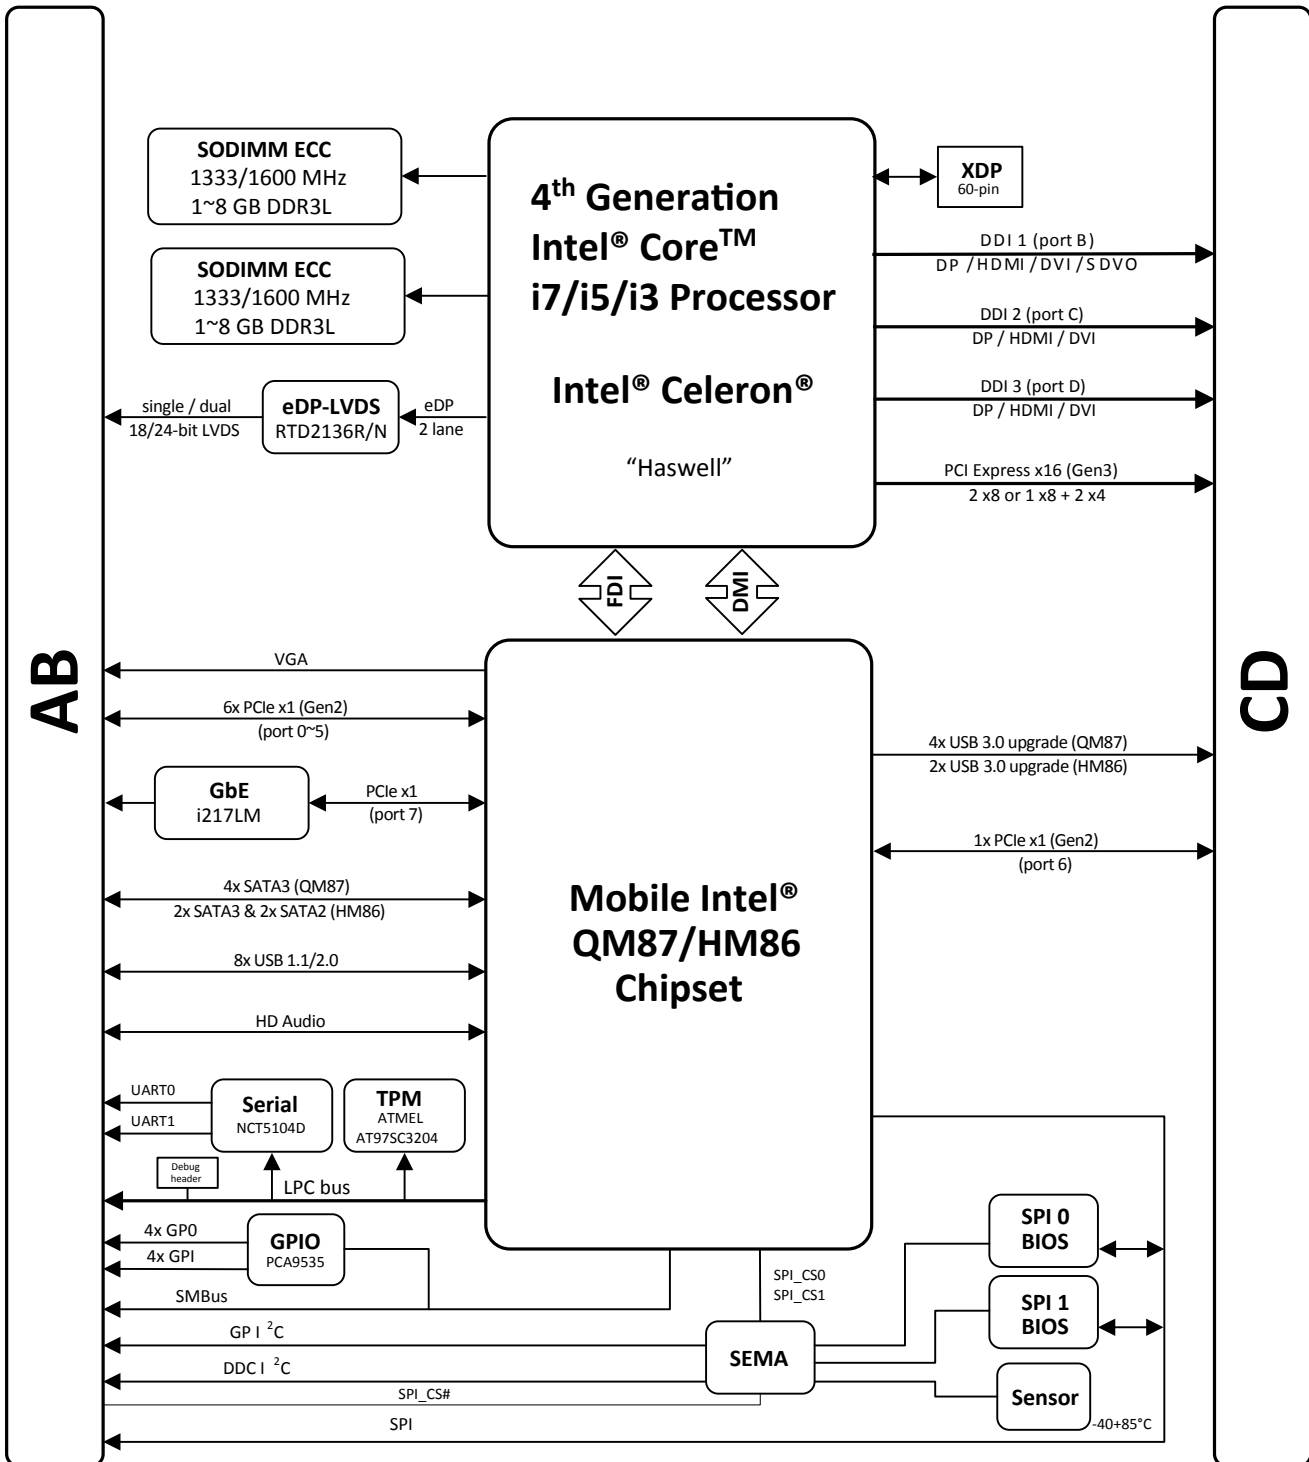 AB
CD
SODIMM ECC
1333/1600 MHz
1~8 GB DDR3L
SODIMM ECC
1333/1600 MHz
1~8 GB DDR3L
4th Generation
Intel® Core™
i7/i5/i3 Processor
Intel® Celeron®
“Haswell”
XDP
60-pin
DDI 1 (port B)
DP / HDMI / DVI / SDVO
DDI 2 (port C)
DP / HDMI / DVI
DDI 3 (port D)
DP / HDMI / DVI
PCI Express x16 (Gen3)
2 x8 or 1 x8 + 2 x4
single / dual
18/24-bit LVDS
eDP-LVDS
RTD2136R/N
eDP
2 lane
FDI
DMI
VGA
6x PCIe x1 (Gen2)
(port 0~5)
GbE
i217LM
PCIe x1
(port 7)
4x SATA3 (QM87)
2x SATA3 & 2x SATA2 (HM86)
8x USB 1.1/2.0
HD Audio
Mobile Intel®
QM87/HM86
Chipset
4x USB 3.0 upgrade (QM87)
2x USB 3.0 upgrade (HM86)
1x PCIe x1 (Gen2)
(port 6)
UART0
UART1
Serial
NCT5104D
TPM
ATMEL
AT97SC3204
Debug
header
LPC bus
4x GP0
4x GPI
GPIO
PCA9535
SMBus
GP I 2C
DDC I 2C
SPI_CS#
SPI
SPI_CS0
SPI_CS1
SEMA
SPI 0
BIOS
SPI 1
BIOS
Sensor
-40+85°C